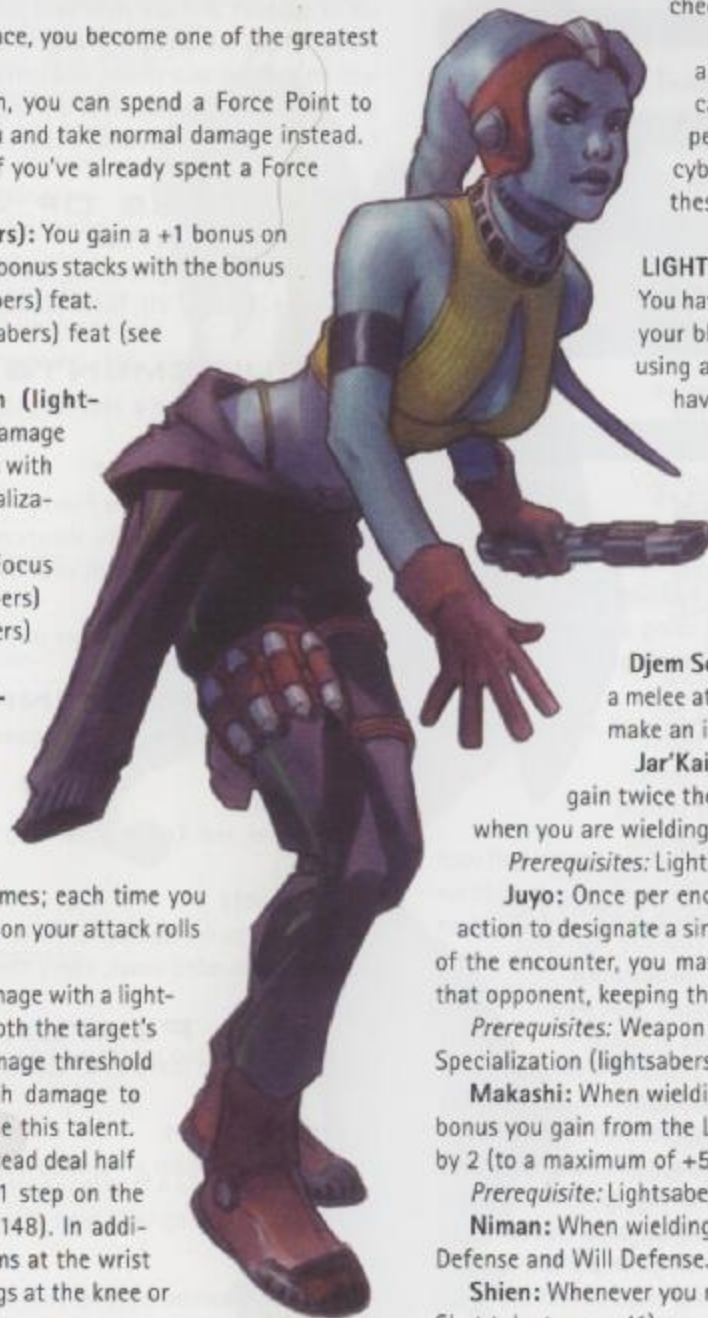 nce, you become one of the greatest
n, you can spend a Force Point to
and take normal damage instead.
f you've already spent a Force
rs): You gain a +1 bonus on
bonus stacks with the bonus
bers) feat.
abers) feat (see
n (light-
amage
with
aliza-
ocus
ers)
ers)
mes; each time you
on your attack rolls
mage with a light-
oth the target's
mage threshold
h damage to
e this talent.
ead deal half
1 step on the
148). In addi-
ms at the wrist
gs at the knee or
chec
a
ca
pe
cyb
thes
LIGHT
You hav
your bl
using a
hav
Djem So
a melee at
make an i
Jar'Kai
gain twice the
when you are wielding
Prerequisites: Light
Juyo: Once per enc
action to designate a sin
of the encounter, you may
that opponent, keeping th
Prerequisites: Weapon
Specialization (lightsabers
Makashi: When wieldin
bonus you gain from the L
by 2 (to a maximum of +5
Prerequisite: Lightsabe
Niman: When wielding
Defense and Will Defense.
Shien: Whenever you